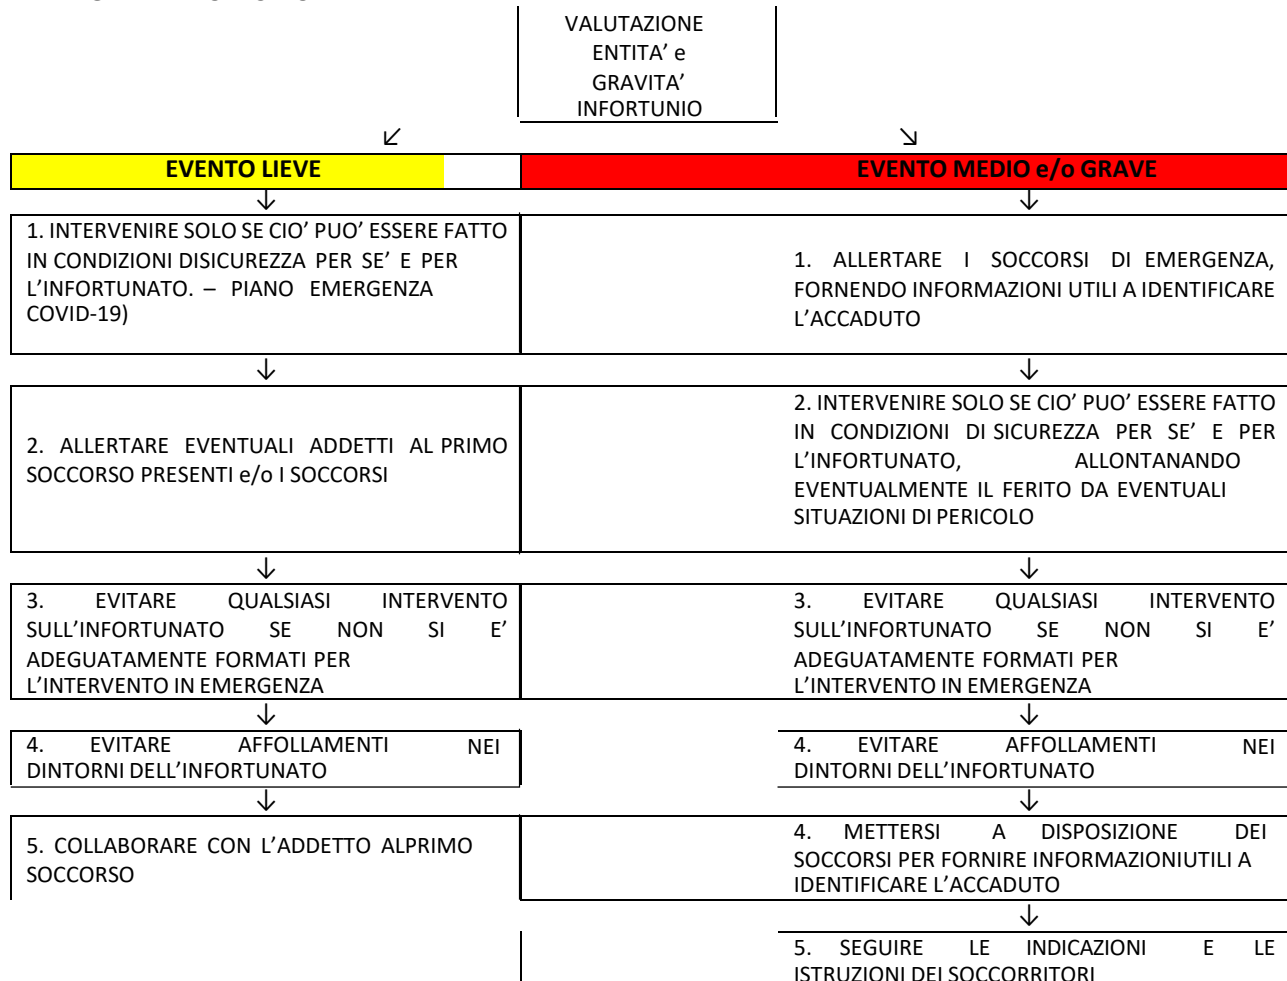 VALUTAZIONE
ENTITA’ e
GRAVITA’
INFORTUNIO
↙ ↘
EVENTO LIEVE
EVENTO MEDIO e/o GRAVE
↓ ↓
1. INTERVENIRE SOLO SE CIO’ PUO’ ESSERE FATTO
IN CONDIZIONI DISICUREZZA PER SE’ E PER
L’INFORTUNATO. – PIANO EMERGENZA
COVID-19)
1. ALLERTARE I SOCCORSI DI EMERGENZA,
FORNENDO INFORMAZIONI UTILI A IDENTIFICARE
L’ACCADUTO
↓ ↓
2. ALLERTARE EVENTUALI ADDETTI AL PRIMO
SOCCORSO PRESENTI e/o I SOCCORSI
2. INTERVENIRE SOLO SE CIO’ PUO’ ESSERE FATTO
IN CONDIZIONI DI SICUREZZA PER SE’ E PER
L’INFORTUNATO, ALLONTANANDO
EVENTUALMENTE IL FERITO DA EVENTUALI
SITUAZIONI DI PERICOLO
↓ ↓
3. EVITARE QUALSIASI INTERVENTO
SULL’INFORTUNATO SE NON SI E’
ADEGUATAMENTE FORMATI PER
L’INTERVENTO IN EMERGENZA
3. EVITARE QUALSIASI INTERVENTO
SULL’INFORTUNATO SE NON SI E’
ADEGUATAMENTE FORMATI PER
L’INTERVENTO IN EMERGENZA
↓ ↓
4. EVITARE AFFOLLAMENTI NEI
DINTORNI DELL’INFORTUNATO
4. EVITARE AFFOLLAMENTI NEI
DINTORNI DELL’INFORTUNATO
↓ ↓
5. COLLABORARE CON L’ADDETTO ALPRIMO
SOCCORSO
4. METTERSI A DISPOSIZIONE DEI
SOCCORSI PER FORNIRE INFORMAZIONIUTILI A
IDENTIFICARE L’ACCADUTO
↓
5. SEGUIRE LE INDICAZIONI E LE
ISTRUZIONI DEI SOCCORRITORI